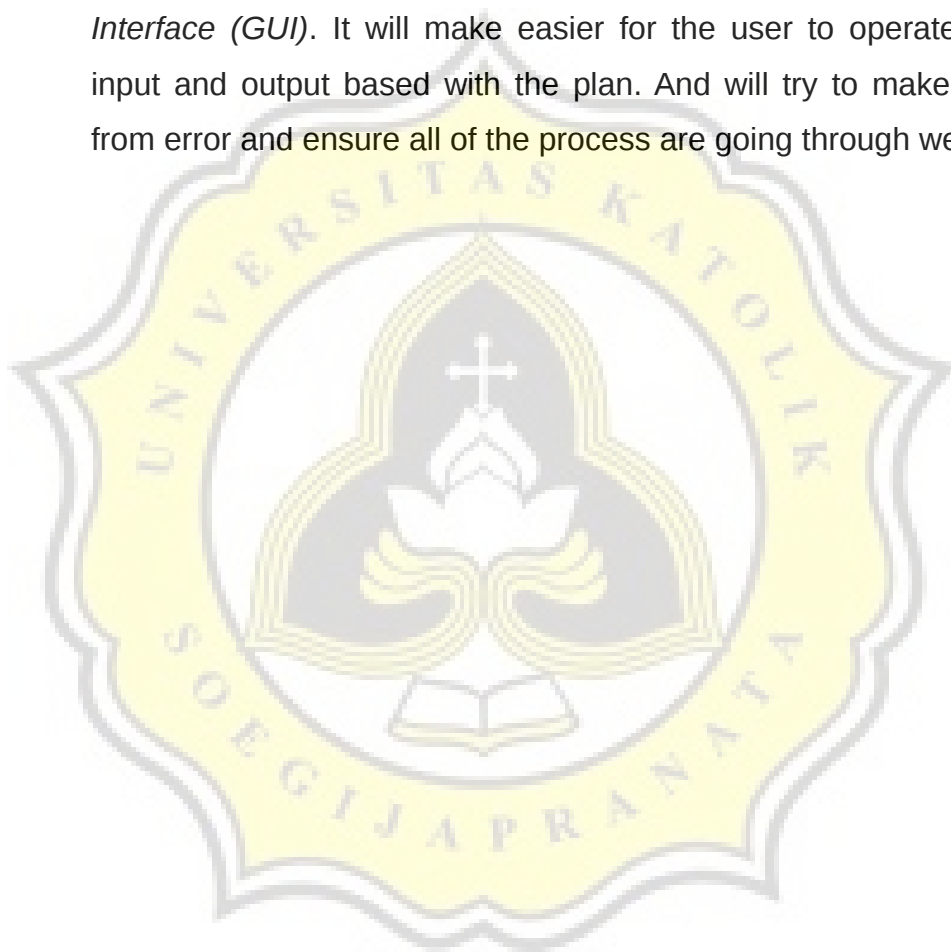 Interface (GUI). It will make easier for the user to operate
input and output based with the plan. And will try to make
from error and ensure all of the process are going through we
UNIVERSITAS KATOLIK
SOEGIJAPRANATA